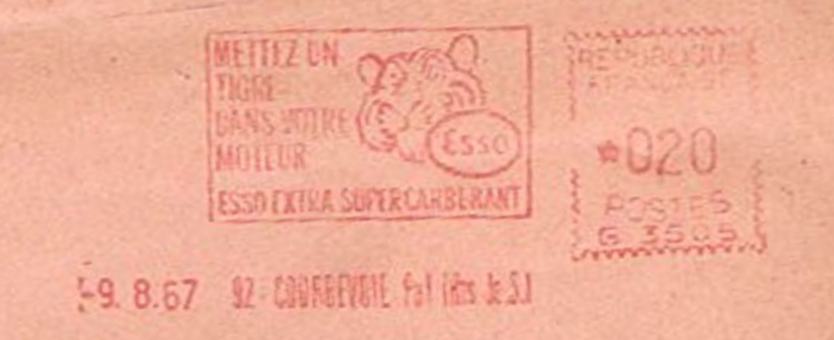 METTEZ UN
TIGRE
DANS VOTRE
MOTEUR
Esso
ESSO EXTRA SUPERCARBURANT
REPUBLIQUE
FRANÇAISE
*020
POSTES
G 3505
-9. 8.67 92-COURBEVOIE